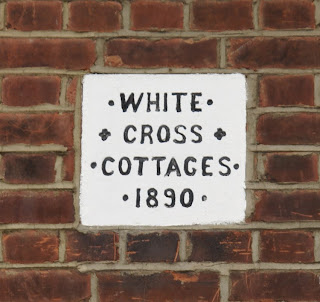 ·WHITE·
✤ CROSS ✤
·COTTAGES·
·1890·